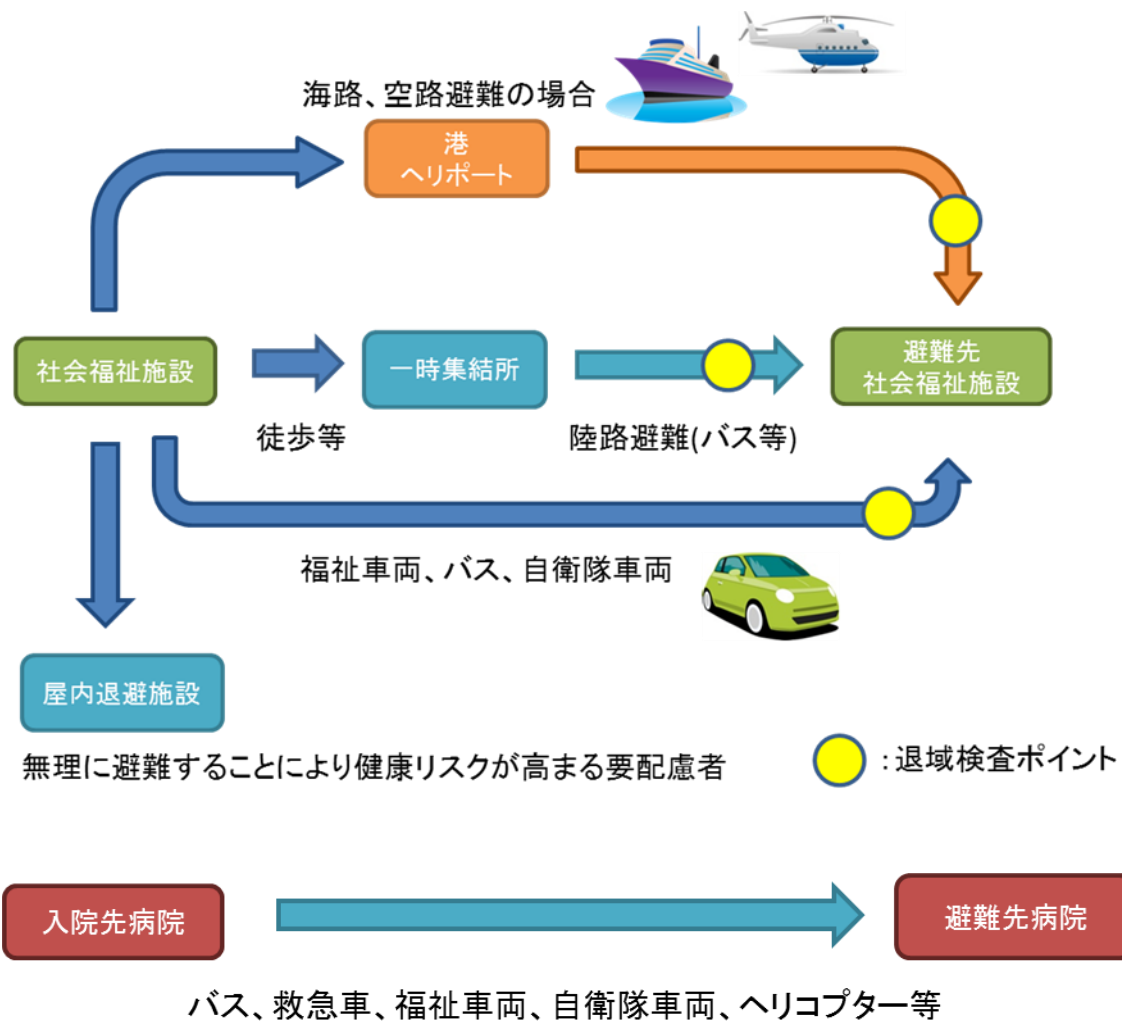 海路、空路避難の場合
港
ヘリポート
社会福祉施設
一時集結所
避難先
社会福祉施設
徒歩等
陸路避難(バス等)
福祉車両、バス、自衛隊車両
屋内退避施設
無理に避難することにより健康リスクが高まる要配慮者
:退域検査ポイント
入院先病院
避難先病院
バス、救急車、福祉車両、自衛隊車両、ヘリコプター等